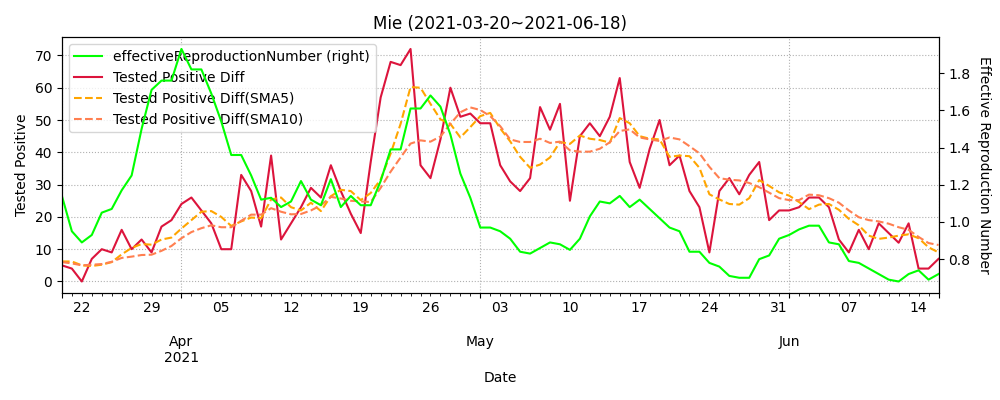 Mie (2021-03-20~2021-06-18)
effectiveReproductionNumber (right)
Tested Positive Diff
Tested Positive Diff(SMA5)
Tested Positive Diff(SMA10)
Tested Positive
70
60
50
40
30
20
10
0
1.8
1.6
1.4
1.2
1.0
0.8
Effective Reproduction Number
22 29 05 12 19 26 03 10 17 24 31 07 14
Apr May Jun
2021
Date